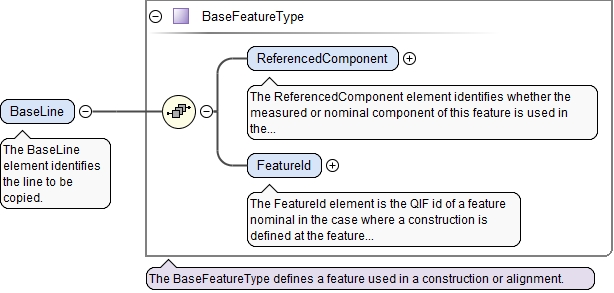 BaseFeatureType
ReferencedComponent
The ReferencedComponent element identifies whether the
measured or nominal component of this feature is used in
the...
BaseLine
The BaseLine
element identifies
the line to be
copied.
FeatureId
The FeatureId element is the QIF id of a feature
nominal in the case where a construction is
defined at the feature...
The BaseFeatureType defines a feature used in a construction or alignment.